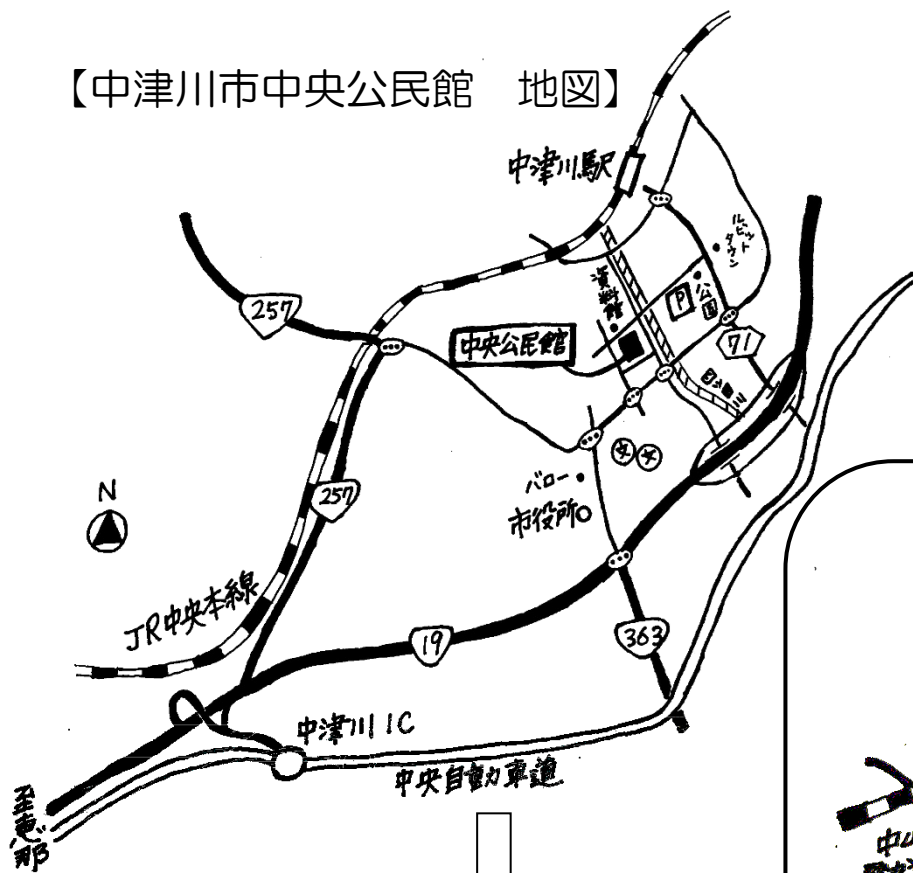 【中津川市中央公民館 地図】
中津川駅
ルビットタウン
257
資料館
P
公園
中央公民館
71
257
バロー
市役所
N
JR中央本線
19
363
中津川IC
中央自動車道
至恵那